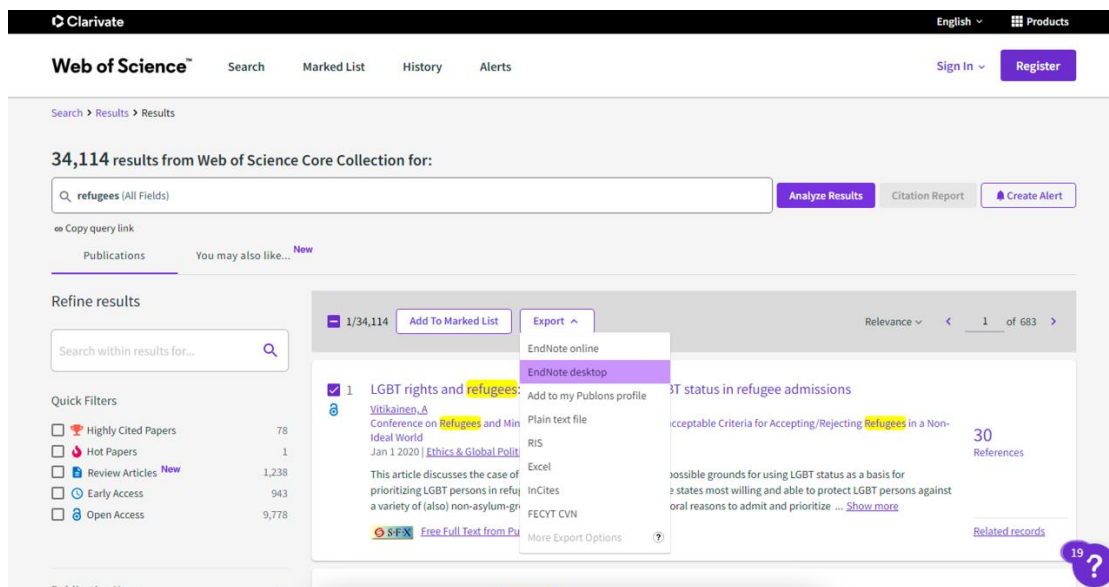 Clarivate
English
Products
Web of Science™
Search
Marked List
History
Alerts
Sign In
Register
Search > Results > Results
34,114 results from Web of Science Core Collection for:
refugees (All Fields)
Analyze Results
Citation Report
Create Alert
Copy query link
Publications
You may also like... New
Refine results
Search within results for...
Quick Filters
Highly Cited Papers 78
Hot Papers 1
Review Articles New 1,238
Early Access 943
Open Access 9,778
1/34,114
Add To Marked List
Export
Relevance
1 of 683
EndNote online
EndNote desktop
Add to my Publons profile
Plain text file
RIS
Excel
InCites
FECYT CVN
More Export Options ?
1 LGBT rights and refugees: BT status in refugee admissions
Vitikainen, A
Conference on Refugees and Min cceptable Criteria for Accepting/Rejecting Refugees in a Non-
Ideal World
Jan 1 2020 | Ethics & Global Polit
This article discusses the case of possible grounds for using LGBT status as a basis for
prioritizing LGBT persons in refug e states most willing and able to protect LGBT persons against
a variety of (also) non-asylum-gr oral reasons to admit and prioritize ... Show more
S·F·X Free Full Text from Pu
30
References
Related records
19
?